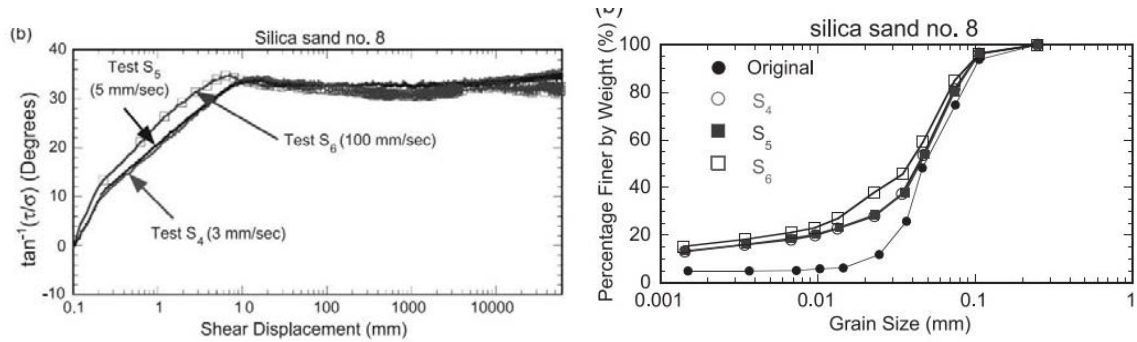 (b)
Silica sand no. 8
40
30
20
10
0
-10
tan⁻¹(τ/σ) (Degrees)
Test S₅
(5 mm/sec)
Test S₆ (100 mm/sec)
Test S₄ (3 mm/sec)
0.1 1 10 100 1000 10000
Shear Displacement (mm)
silica sand no. 8
100
80
60
40
20
0
Percentage Finer by Weight (%)
Original
S₄
S₅
S₆
0.001 0.01 0.1 1
Grain Size (mm)